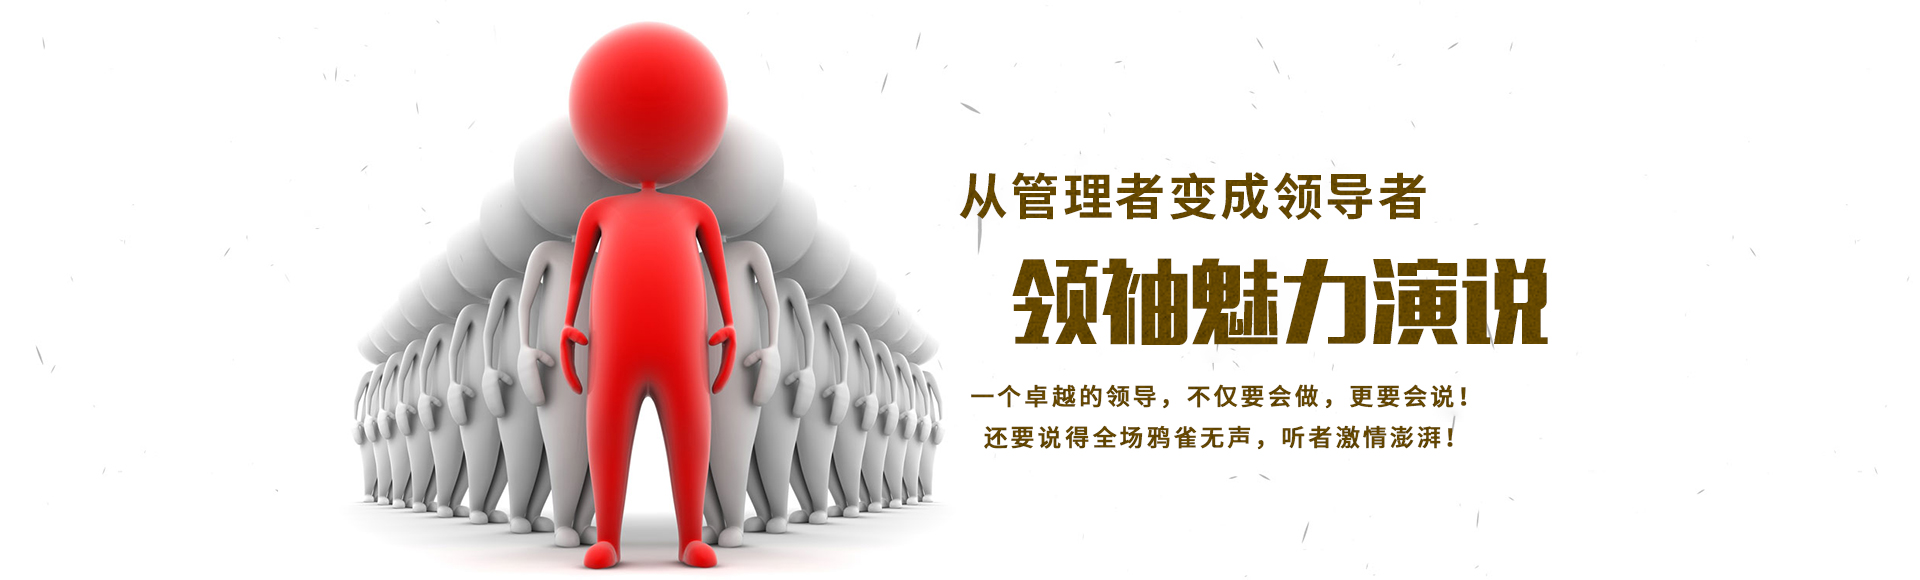 从管理者变成领导者
领袖魅力演说
一个卓越的领导，不仅要会做，更要会说！
还要说得全场鸦雀无声，听者激情澎湃！